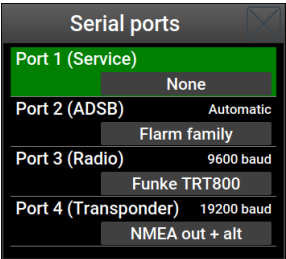 Serial ports
Port 1 (Service)
None
Port 2 (ADSB) Automatic
Flarm family
Port 3 (Radio) 9600 baud
Funke TRT800
Port 4 (Transponder) 19200 baud
NMEA out + alt